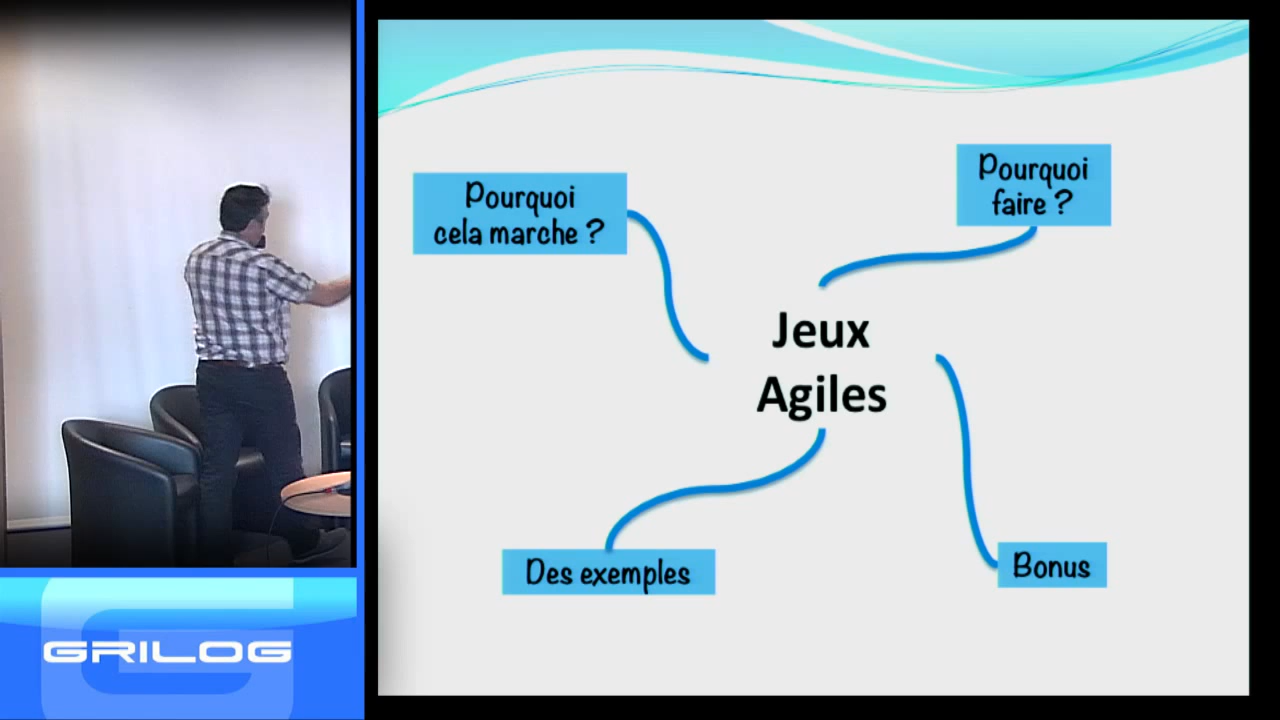 Pourquoi
cela marche ?
Pourquoi
faire ?
Jeux
Agiles
Des exemples
Bonus
GRILOG